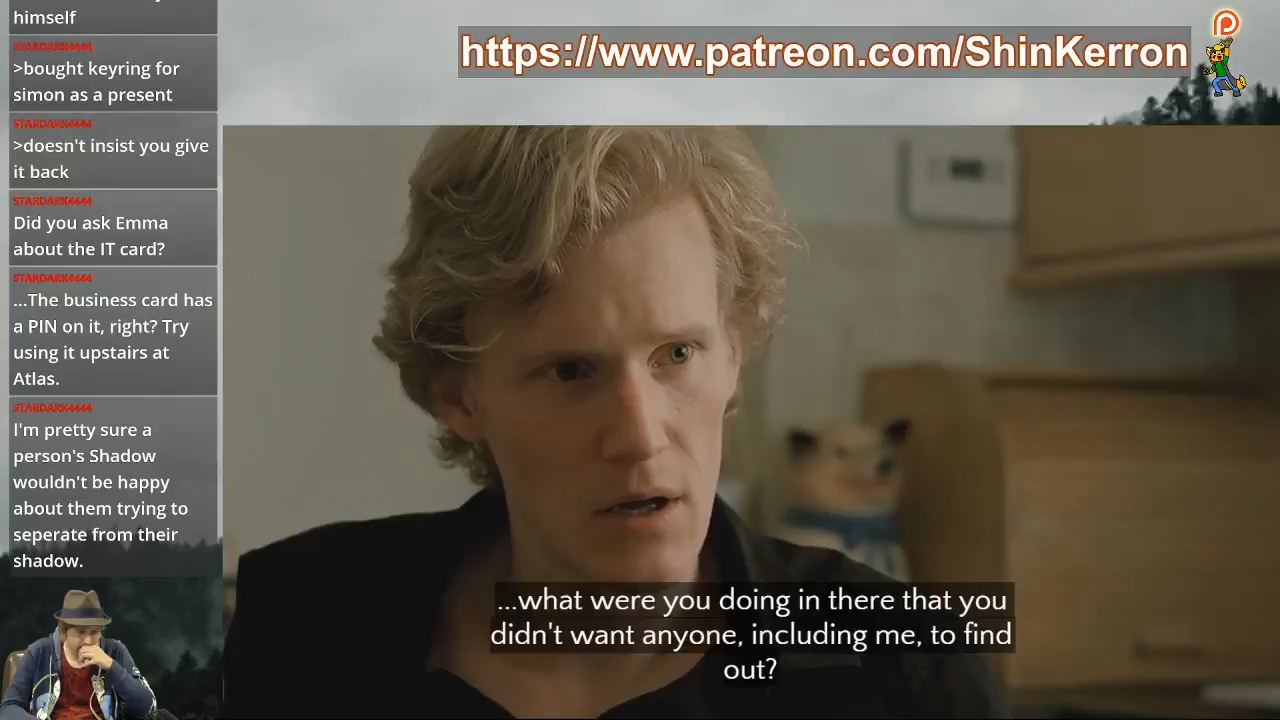 himself
STARDARK4444
>bought keyring for
simon as a present
STARDARK4444
>doesn't insist you give
it back
STARDARK4444
Did you ask Emma
about the IT card?
STARDARK4444
...The business card has
a PIN on it, right? Try
using it upstairs at
Atlas.
STARDARK4444
I'm pretty sure a
person's Shadow
wouldn't be happy
about them trying to
seperate from their
shadow.
https://www.patreon.com/ShinKerron
...what were you doing in there that you
didn't want anyone, including me, to find
out?